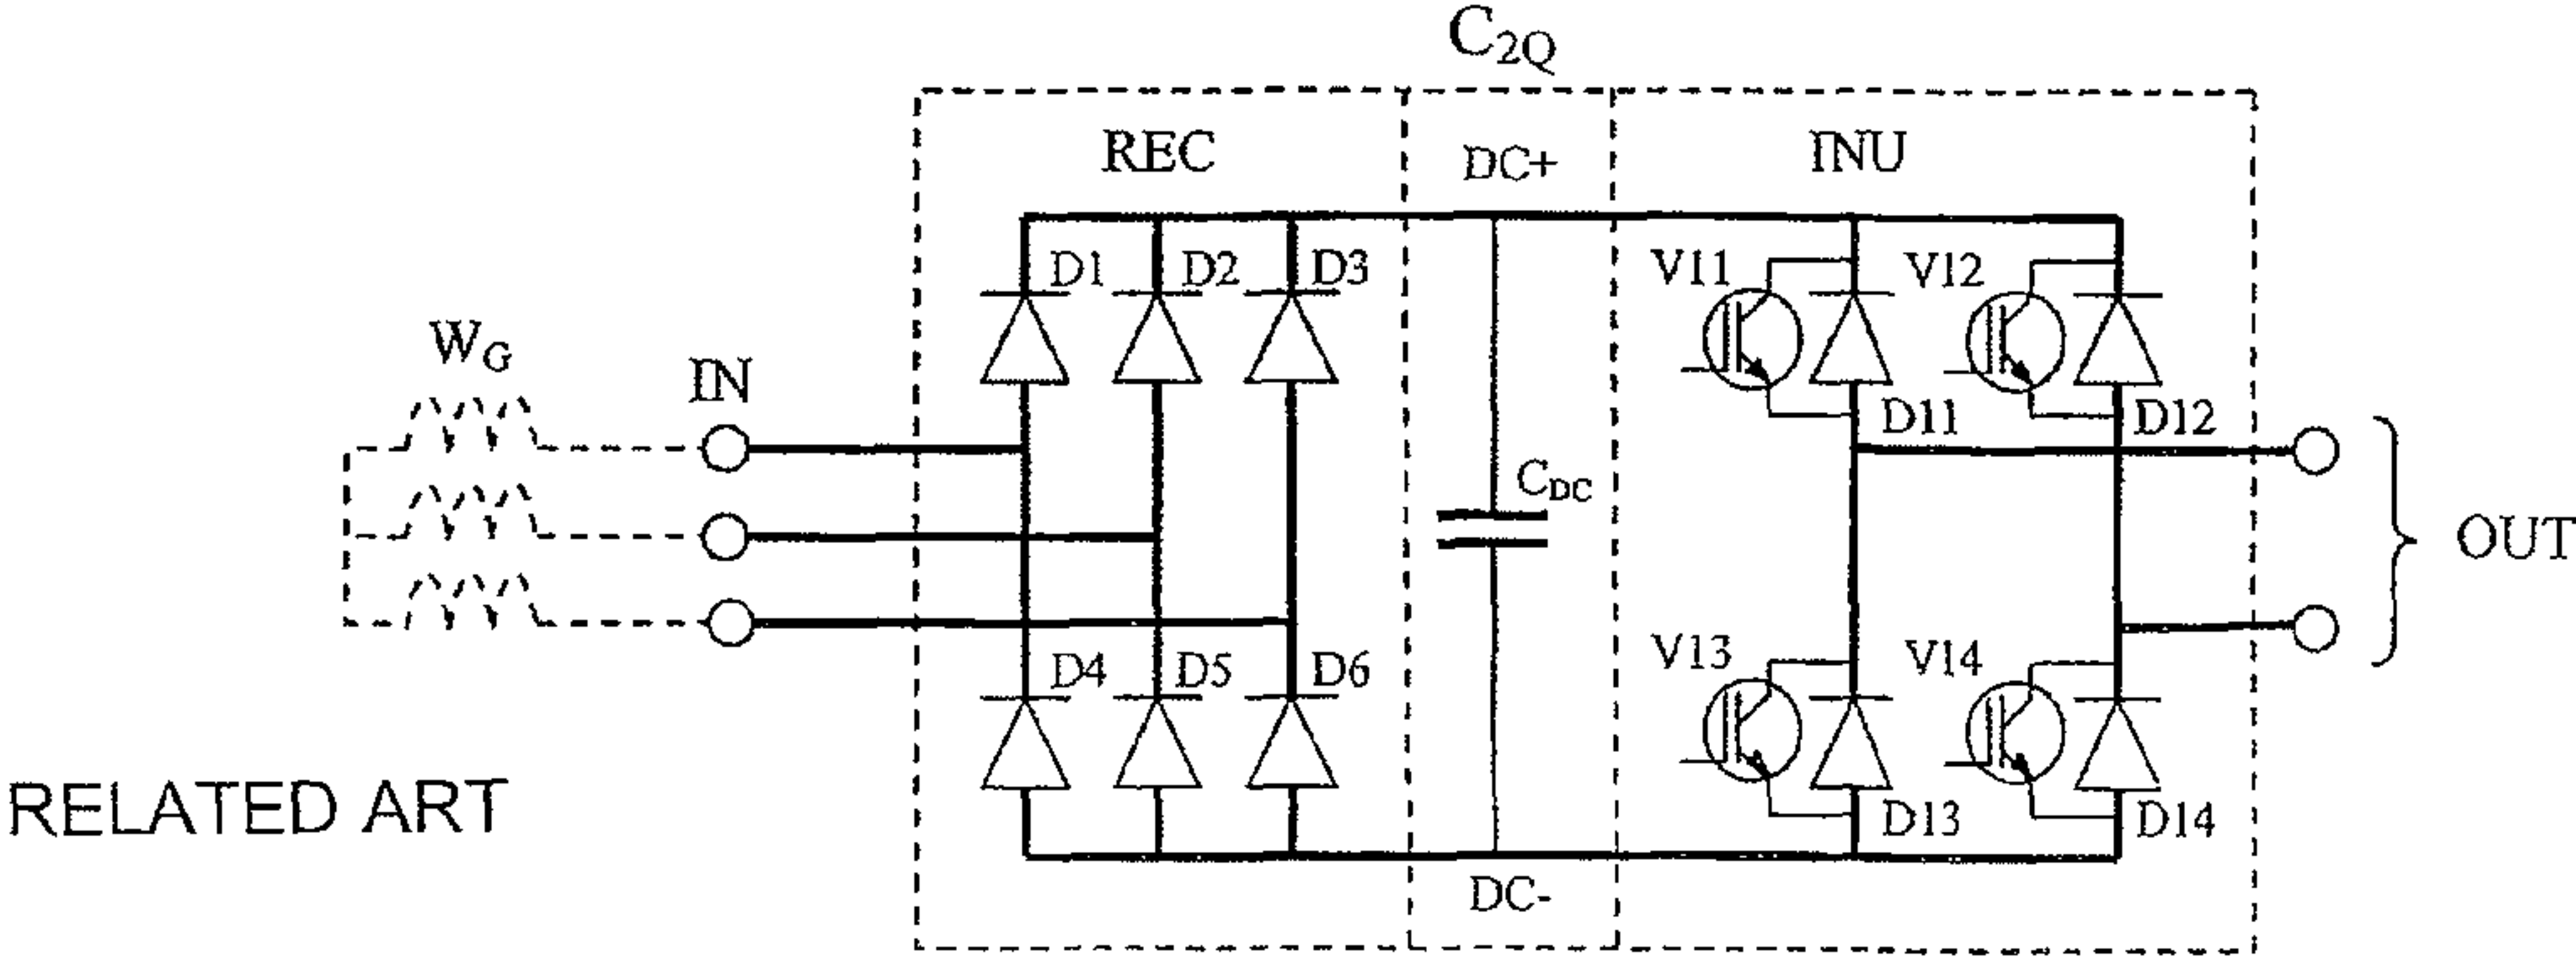 C2Q
REC
DC+
INU
D1
D2
D3
V11
V12
WG
IN
D11
D12
CDC
OUT
D4
D5
D6
V13
V14
RELATED ART
D13
D14
DC-